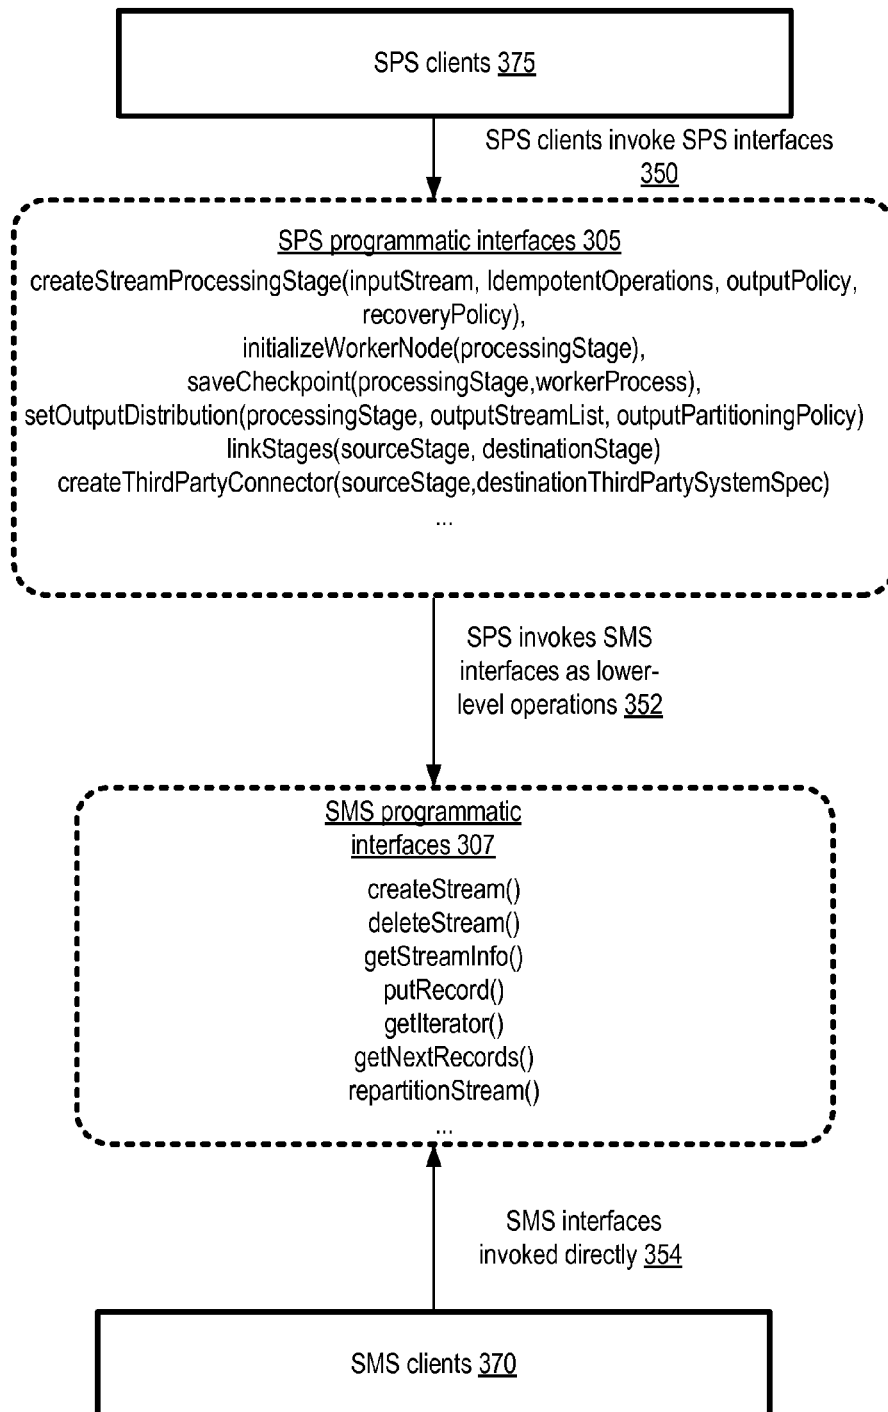 SPS clients 375
SPS clients invoke SPS interfaces
350
SPS programmatic interfaces 305
createStreamProcessingStage(inputStream, IdempotentOperations, outputPolicy,
recoveryPolicy),
initializeWorkerNode(processingStage),
saveCheckpoint(processingStage,workerProcess),
setOutputDistribution(processingStage, outputStreamList, outputPartitioningPolicy)
linkStages(sourceStage, destinationStage)
createThirdPartyConnector(sourceStage,destinationThirdPartySystemSpec)
...
SPS invokes SMS
interfaces as lower-
level operations 352
SMS programmatic
interfaces 307
createStream()
deleteStream()
getStreamInfo()
putRecord()
getIterator()
getNextRecords()
repartitionStream()
...
SMS interfaces
invoked directly 354
SMS clients 370